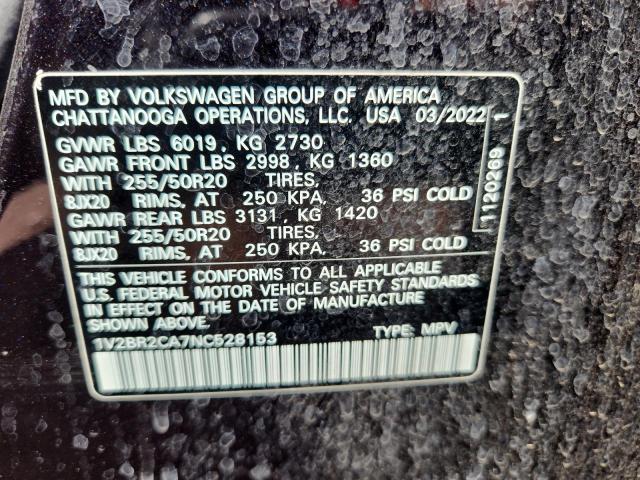 MFD BY VOLKSWAGEN GROUP OF AMERICA
CHATTANOOGA OPERATIONS, LLC. USA 03/2022
GVWR LBS 6019, KG 2730
GAWR FRONT LBS 2998, KG 1360
WITH 255/50R20 TIRES,
8JX20 RIMS, AT 250 KPA, 36 PSI COLD
GAWR REAR LBS 3131, KG 1420
WITH 255/50R20 TIRES,
8JX20 RIMS, AT 250 KPA, 36 PSI COLD
THIS VEHICLE CONFORMS TO ALL APPLICABLE
U.S. FEDERAL MOTOR VEHICLE SAFETY STANDARDS
IN EFFECT ON THE DATE OF MANUFACTURE
SHOWN ABOVE.
1V2BR2CA7NC528153 TYPE: MPV
1120269 1